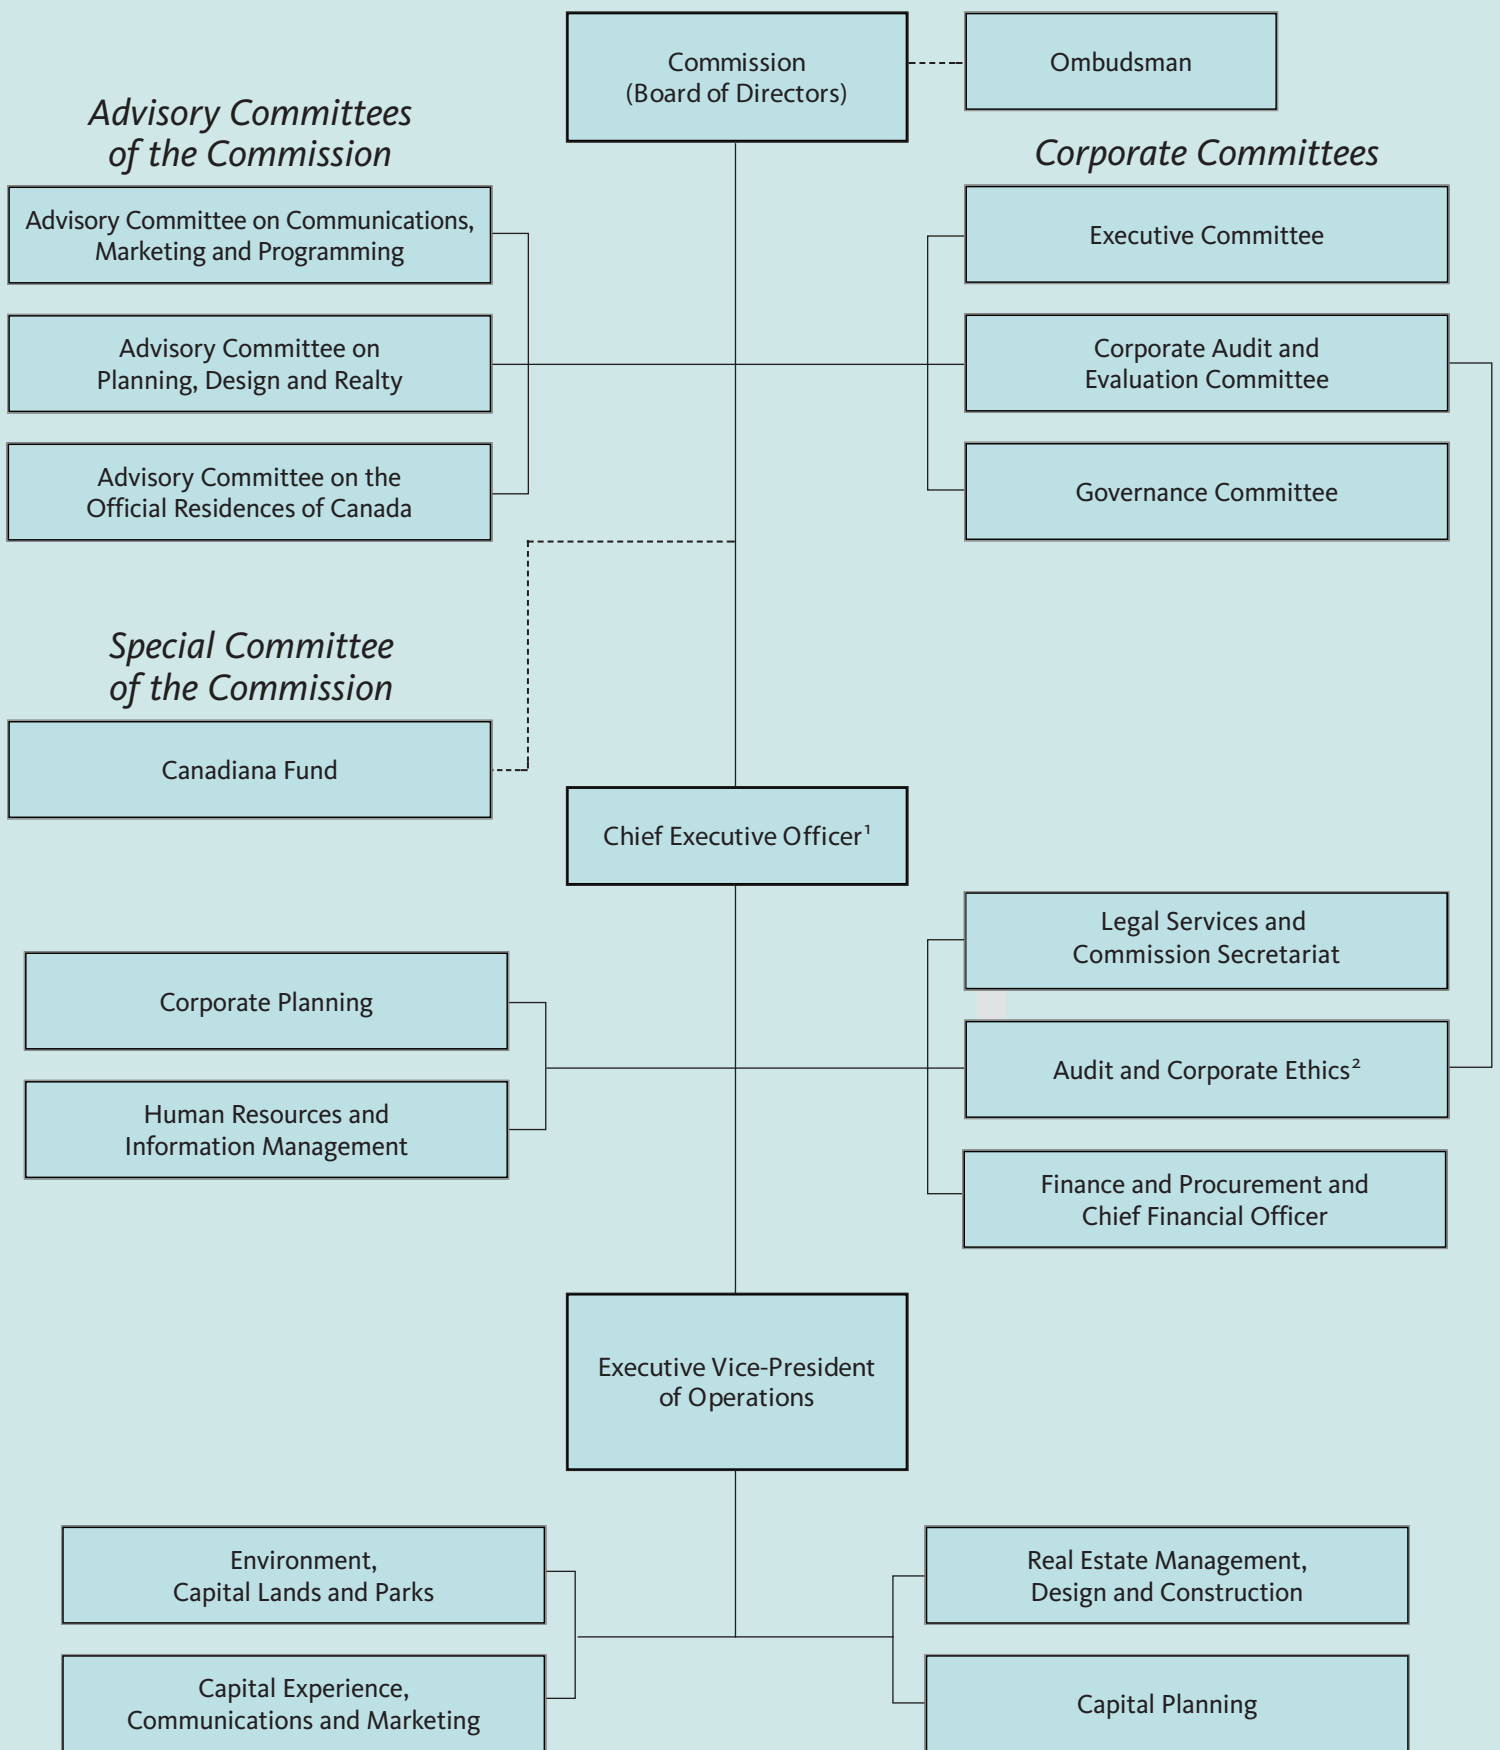 Commission
(Board of Directors)
Ombudsman
Advisory Committees
of the Commission
Advisory Committee on Communications,
Marketing and Programming
Advisory Committee on
Planning, Design and Realty
Advisory Committee on the
Official Residences of Canada
Corporate Committees
Executive Committee
Corporate Audit and
Evaluation Committee
Governance Committee
Special Committee
of the Commission
Canadiana Fund
Chief Executive Officer¹
Corporate Planning
Human Resources and
Information Management
Legal Services and
Commission Secretariat
Audit and Corporate Ethics²
Finance and Procurement and
Chief Financial Officer
Executive Vice-President
of Operations
Environment,
Capital Lands and Parks
Capital Experience,
Communications and Marketing
Real Estate Management,
Design and Construction
Capital Planning